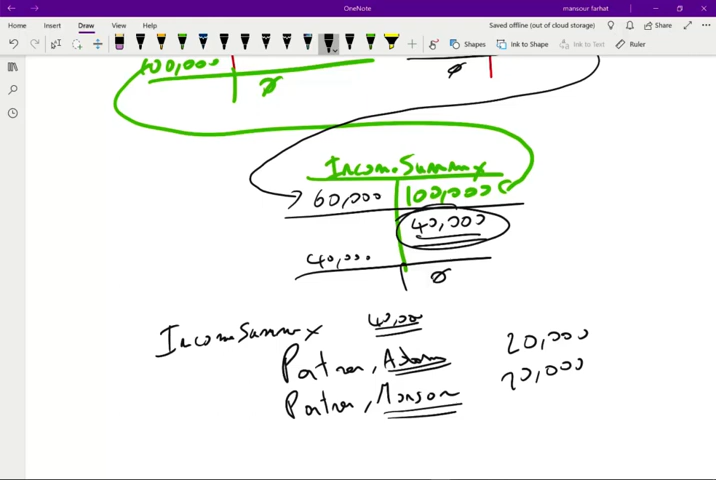 OneNote
mansour farhat
Home Insert Draw View Help
Saved offline (out of cloud storage) Share
Shapes Ink to Shape Ink to Text Ruler
100,000
Ø Ø
Income Summary
60,000 100,000
40,000
40,000
Ø
Income Summary 40,000
Partner, Adam 20,000
Partner, 20,000